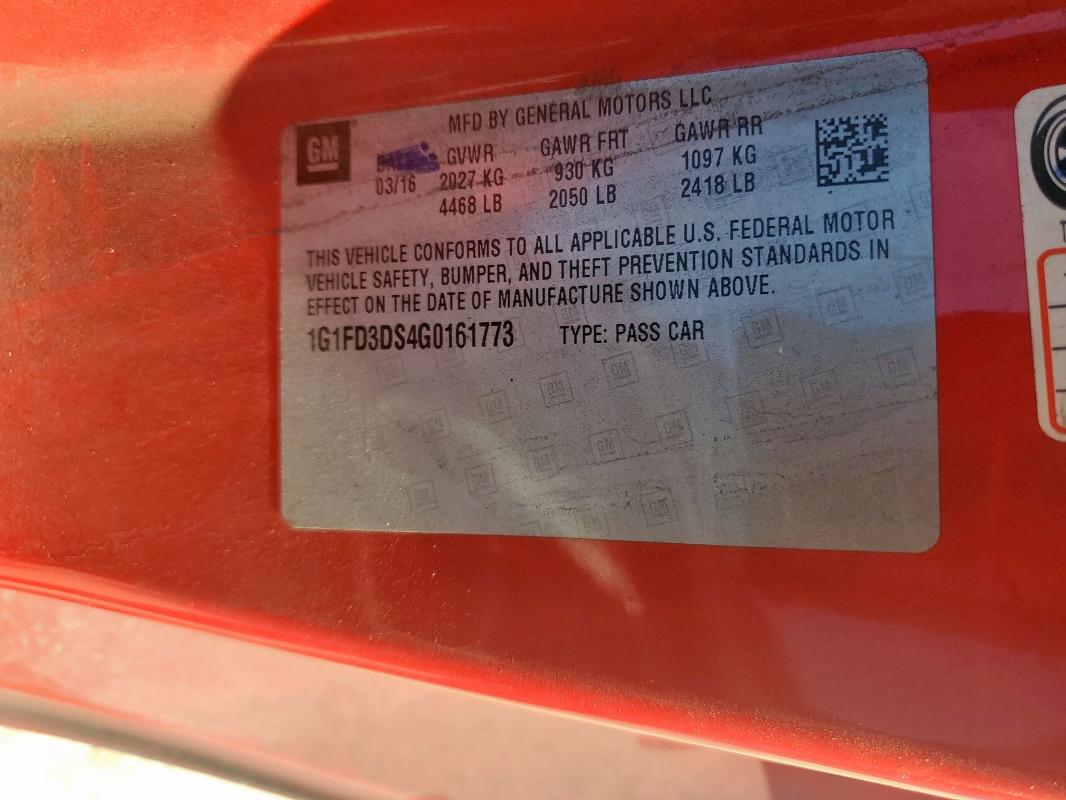 MFD BY GENERAL MOTORS LLC
GM
DATE GVWR GAWR FRT GAWR RR
03/16 2027 KG 930 KG 1097 KG
4468 LB 2050 LB 2418 LB
THIS VEHICLE CONFORMS TO ALL APPLICABLE U.S. FEDERAL MOTOR
VEHICLE SAFETY, BUMPER, AND THEFT PREVENTION STANDARDS IN
EFFECT ON THE DATE OF MANUFACTURE SHOWN ABOVE.
1G1FD3DS4G0161773 TYPE: PASS CAR